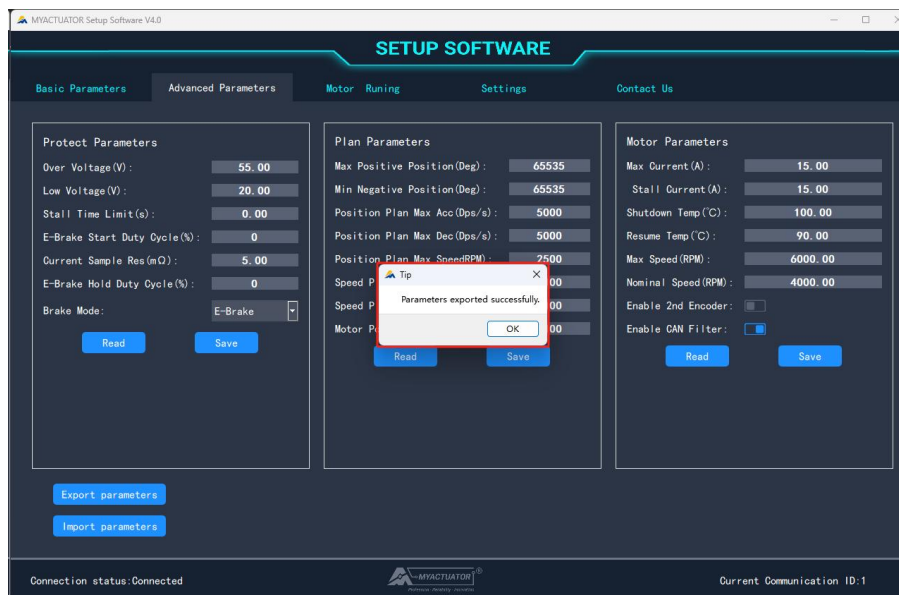 MYACTUATOR Setup Software V4.0
SETUP SOFTWARE
Basic Parameters
Advanced Parameters
Motor Runing
Settings
Contact Us
Protect Parameters
Over Voltage(V):
55.00
Low Voltage(V):
20.00
Stall Time Limit(s):
0.00
E-Brake Start Duty Cycle(%):
0
Current Sample Res(mΩ):
5.00
E-Brake Hold Duty Cycle(%):
0
Brake Mode:
E-Brake
Read
Save
Plan Parameters
Max Positive Position(Deg):
65535
Min Negative Position(Deg):
65535
Position Plan Max Acc(Dps/s):
5000
Position Plan Max Dec(Dps/s):
5000
Position Plan Max SpeedRPM):
2500
Speed P
00
Speed P
00
Motor P
00
Tip
Parameters exported successfully.
OK
Read
Save
Motor Parameters
Max Current(A):
15.00
Stall Current(A):
15.00
Shutdown Temp(℃):
100.00
Resume Temp(℃):
90.00
Max Speed(RPM):
6000.00
Nominal Speed(RPM):
4000.00
Enable 2nd Encoder:
Enable CAN Filter:
Read
Save
Export parameters
Import parameters
Connection status:Connected
MYACTUATOR®
Current Communication ID:1